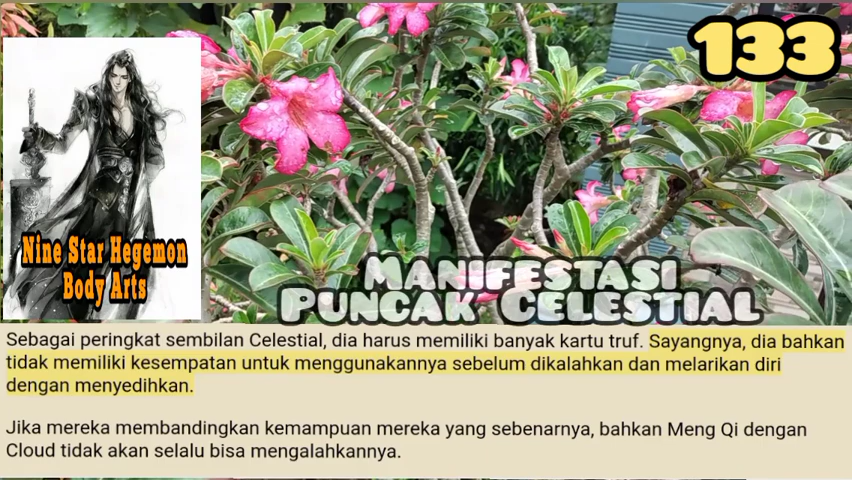 133
Nine Star Hegemon
Body Arts
Manifestasi
Puncak Celestial
Sebagai peringkat sembilan Celestial, dia harus memiliki banyak kartu truf. Sayangnya, dia bahkan
tidak memiliki kesempatan untuk menggunakannya sebelum dikalahkan dan melarikan diri
dengan menyedihkan.
Jika mereka membandingkan kemampuan mereka yang sebenarnya, bahkan Meng Qi dengan
Cloud tidak akan selalu bisa mengalahkannya.